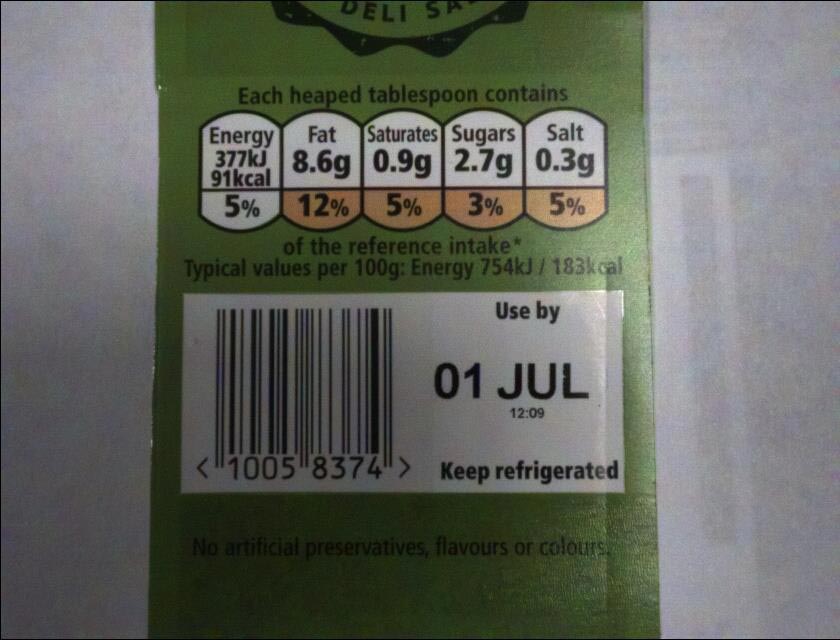 DELI
Each heaped tablespoon contains
Energy Fat Saturates Sugars Salt
377kJ 8.6g 0.9g 2.7g 0.3g
91kcal
5% 12% 5% 3% 5%
of the reference intake*
Typical values per 100g: Energy 754kJ / 183kcal
Use by
01 JUL
12:09
< 1005 8374 > Keep refrigerated
No artificial preservatives, flavours or colours.